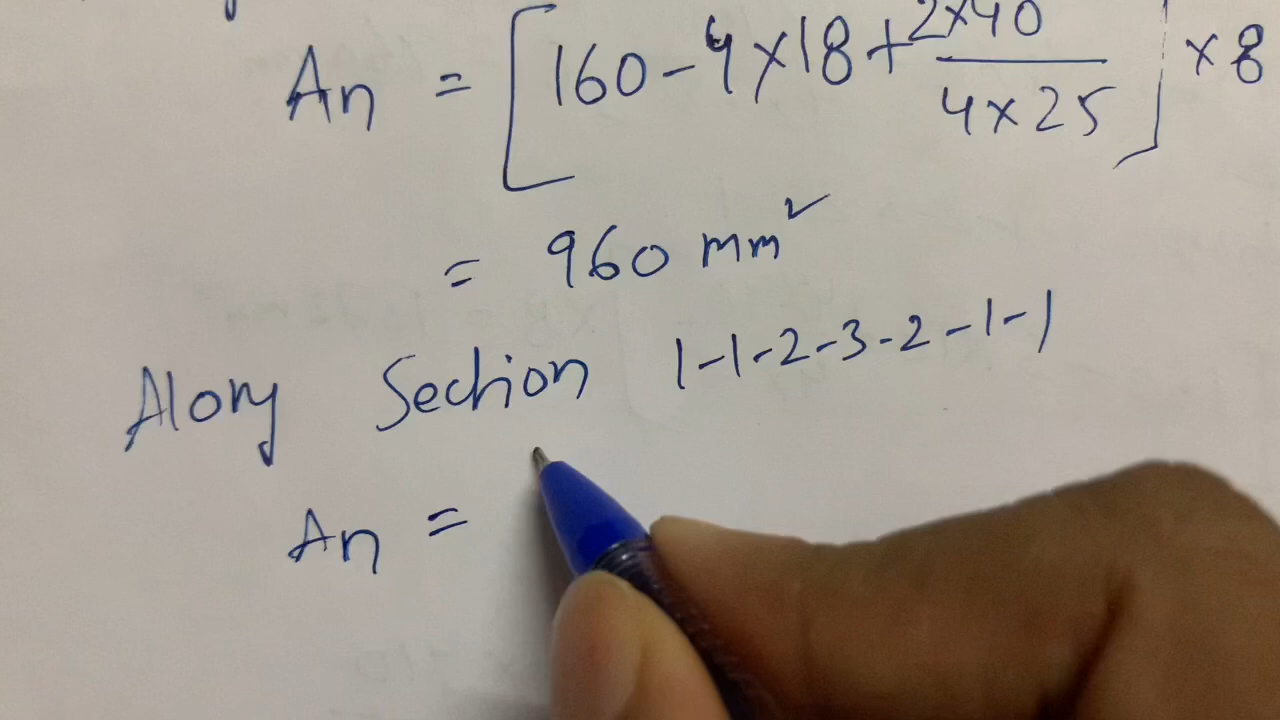 An = [160-4×18+ 2×40 / 4×25] ×8
= 960 mm²
Along Section 1-1-2-3-2-1-1
An =